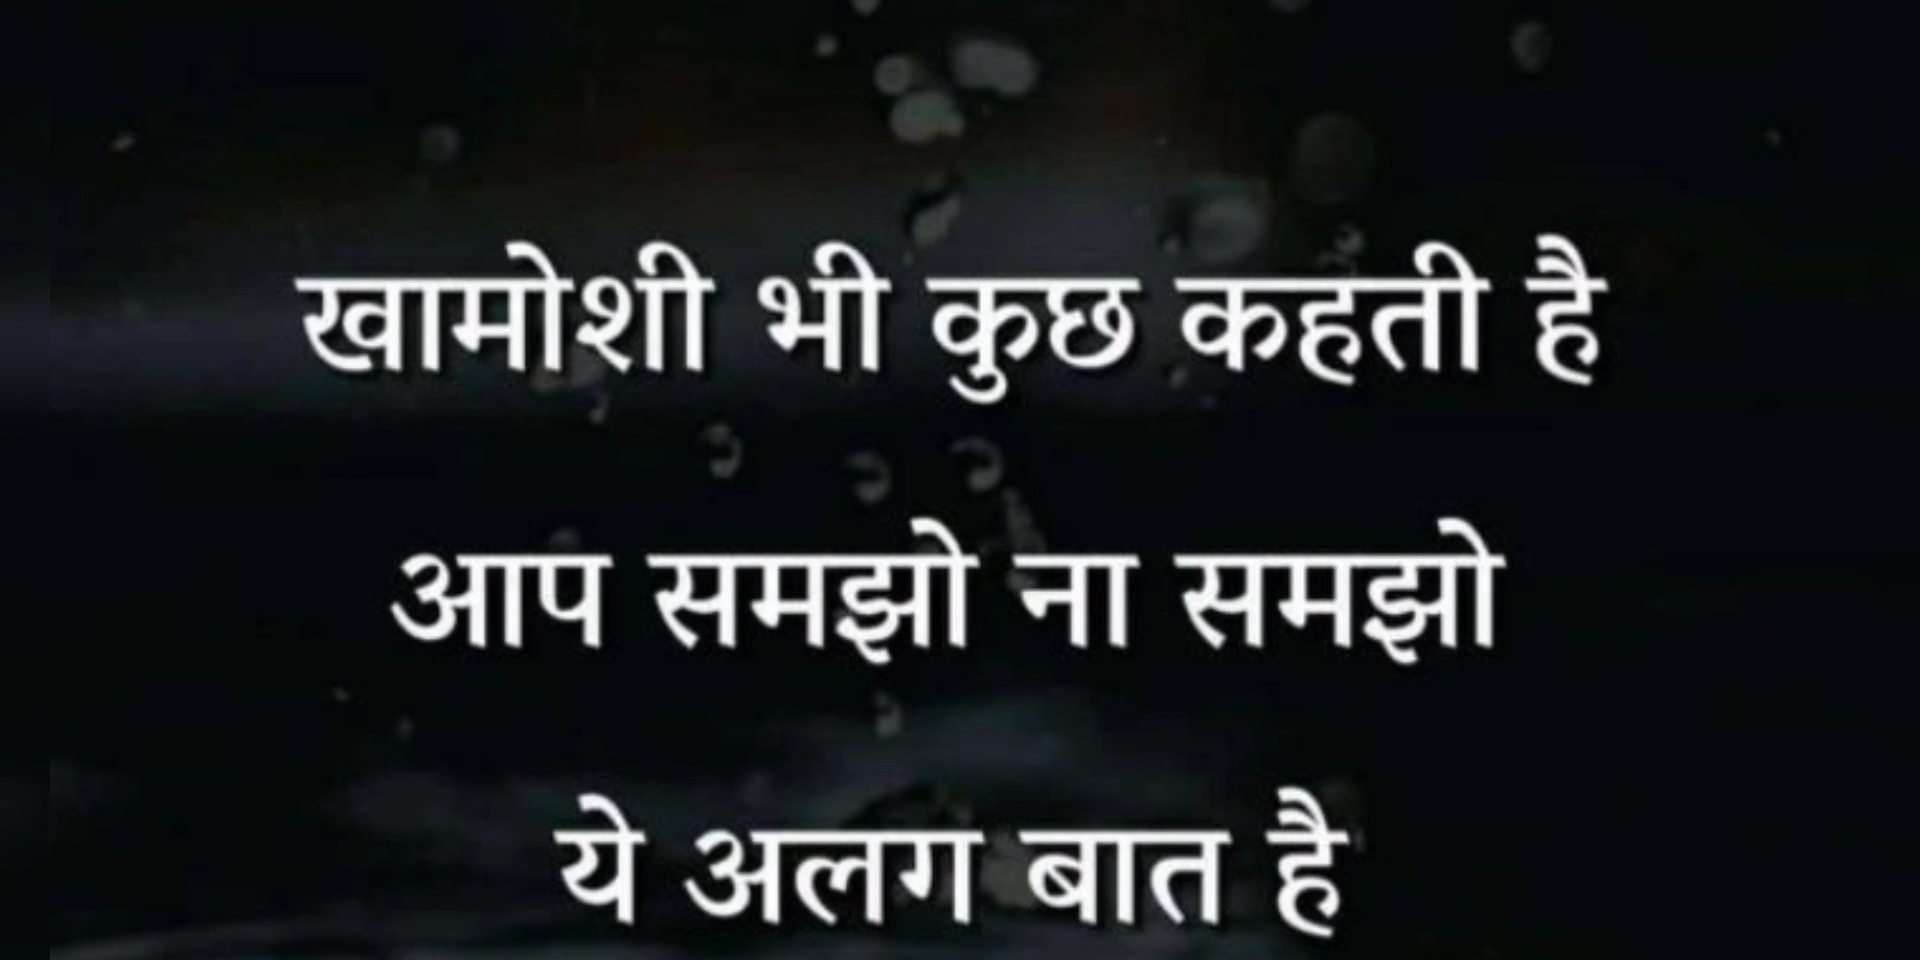 खामोशी भी कुछ कहती है
आप समझो ना समझो
ये अलग बात है